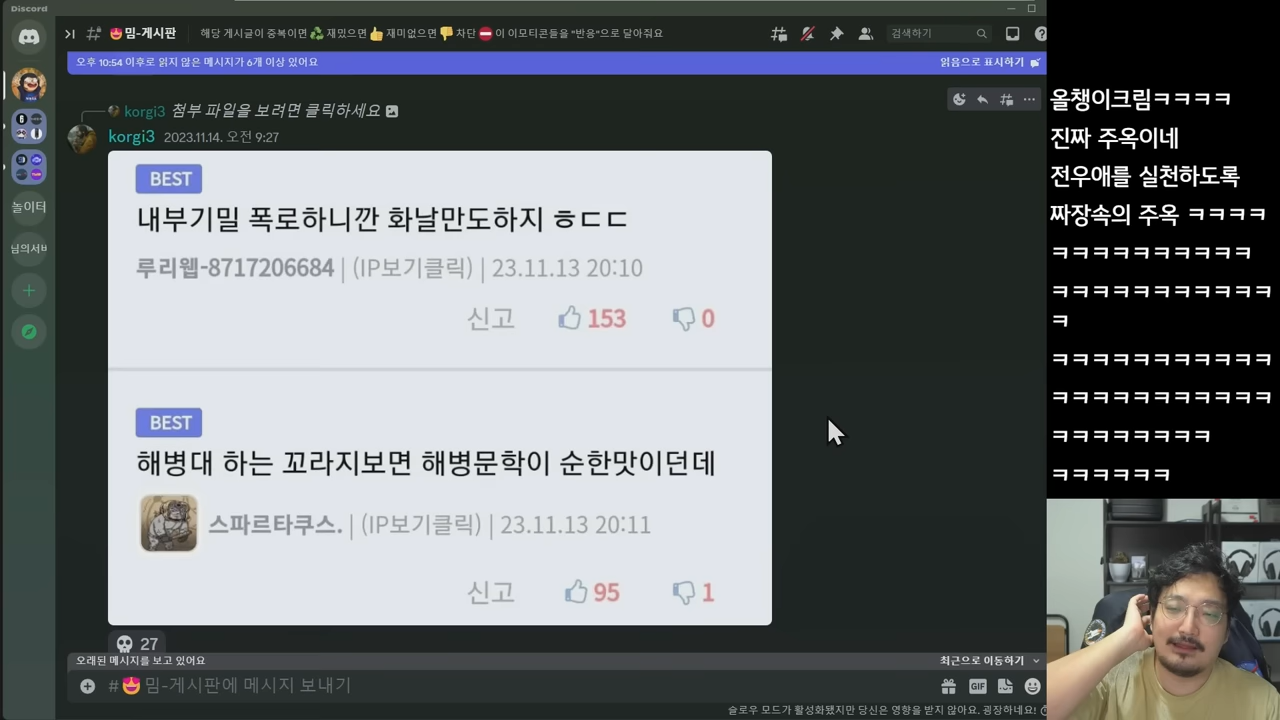 Discord
밈-게시판
해당 게시글이 중복이면 ♻️ 재밌으면 👍 재미없으면 👎 차단 ⛔ 이 이모티콘들을 "반응"으로 달아줘요
검색하기
오후 10:54 이후로 읽지 않은 메시지가 6개 이상 있어요
읽음으로 표시하기
korgi3 첨부 파일을 보려면 클릭하세요
korgi3 2023.11.14. 오전 9:27
BEST
내부기밀 폭로하니깐 화날만도하지 ㅎㄷㄷ
루리웹-8717206684 | (IP보기클릭) | 23.11.13 20:10
신고 153 0
BEST
해병대 하는 꼬라지보면 해병문학이 순한맛이던데
스파르타쿠스. | (IP보기클릭) | 23.11.13 20:11
신고 95 1
27
오래된 메시지를 보고 있어요
최근으로 이동하기
#😍밈-게시판에 메시지 보내기
GIF
슬로우 모드가 활성화됐지만 당신은 영향을 받지 않아요. 굉장하네요!
놀이터
님의서버
올챙이크림ㅋㅋㅋㅋ
진짜 주옥이네
전우애를 실천하도록
짜장속의 주옥 ㅋㅋㅋㅋ
ㅋㅋㅋㅋㅋㅋㅋㅋㅋㅋ
ㅋㅋㅋㅋㅋㅋㅋㅋㅋㅋㅋ
ㅋ
ㅋㅋㅋㅋㅋㅋㅋㅋㅋㅋㅋ
ㅋㅋㅋㅋㅋㅋㅋㅋㅋㅋㅋ
ㅋㅋㅋㅋㅋㅋㅋㅋ
ㅋㅋㅋㅋㅋㅋ